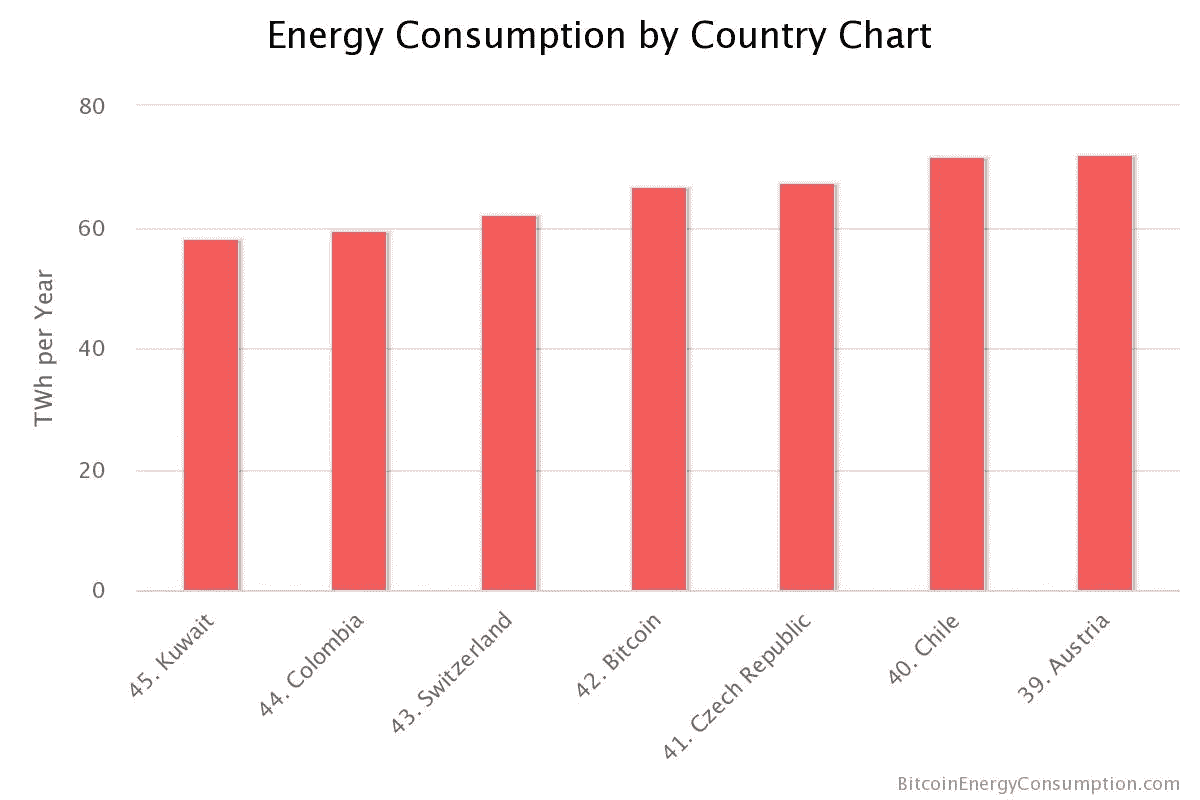 Energy Consumption by Country Chart
80
60
40
20
0
TWh per Year
45. Kuwait
44. Colombia
43. Switzerland
42. Bitcoin
41. Czech Republic
40. Chile
39. Austria
BitcoinEnergyConsumption.com